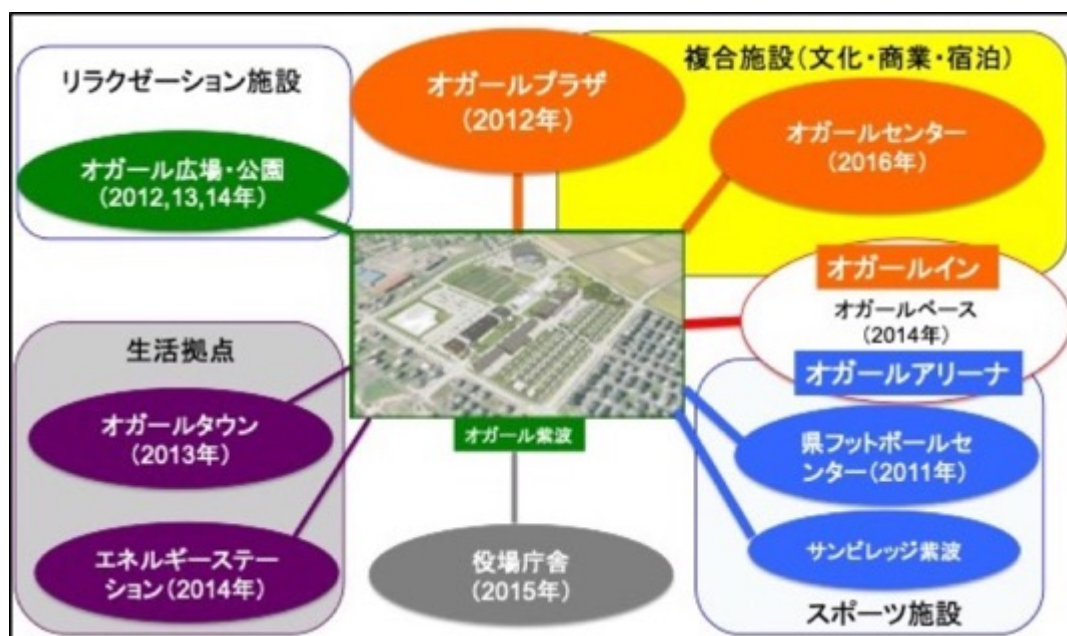 リラクゼーション施設
オガール広場・公園
(2012,13,14年)
オガールプラザ
(2012年)
複合施設(文化・商業・宿泊)
オガールセンター
(2016年)
オガールイン
オガールベース
(2014年)
オガールアリーナ
生活拠点
オガールタウン
(2013年)
エネルギーステー
ション(2014年)
オガール紫波
役場庁舎
(2015年)
県フットボールセ
ンター(2011年)
サンビレッジ紫波
スポーツ施設